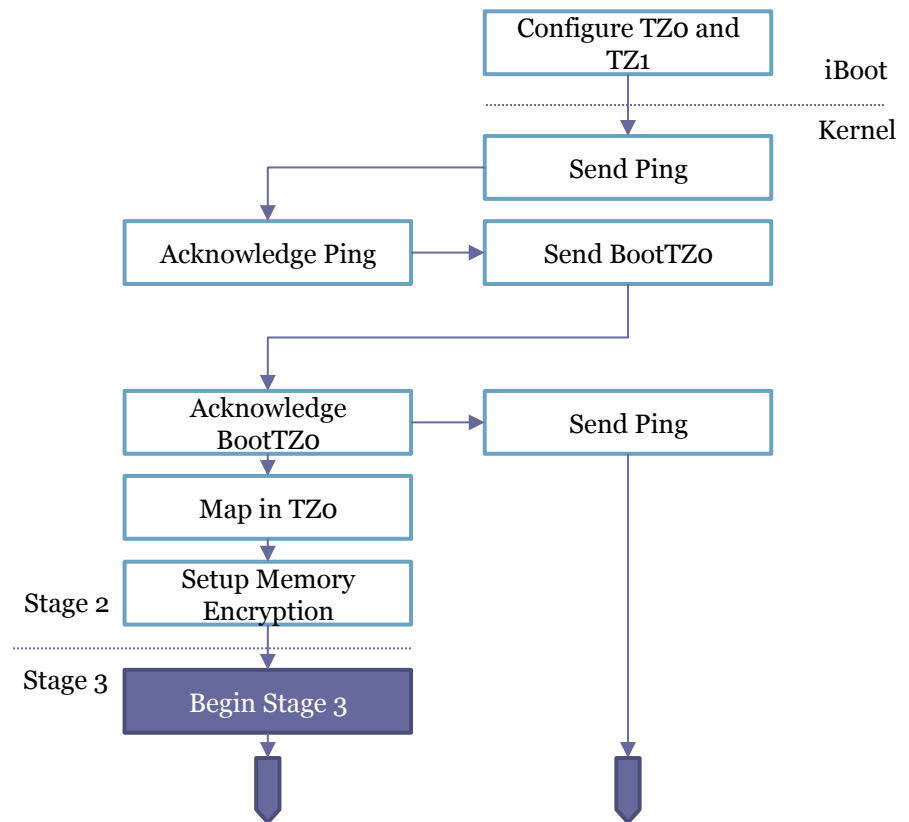 Configure TZ0 and
TZ1
iBoot
Kernel
Send Ping
Acknowledge Ping
Send BootTZ0
Acknowledge
BootTZ0
Send Ping
Map in TZ0
Setup Memory
Encryption
Stage 2
Stage 3
Begin Stage 3